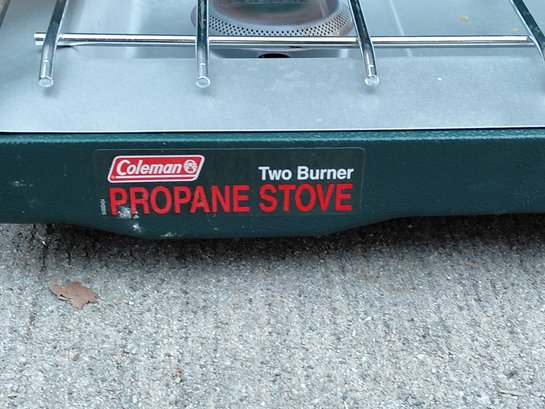 Coleman
Two Burner
PROPANE STOVE